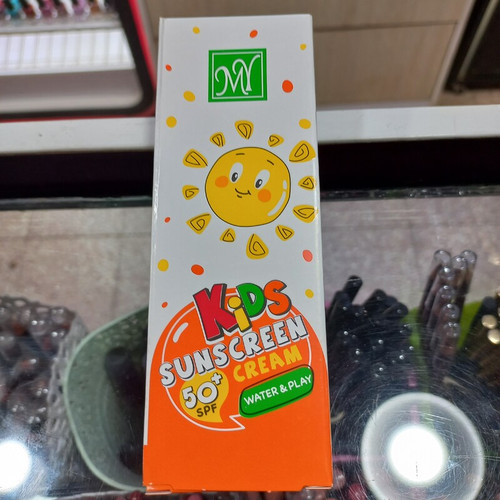 MY
KiDS
SUNSCREEN
50+
SPF
CREAM
WATER & PLAY